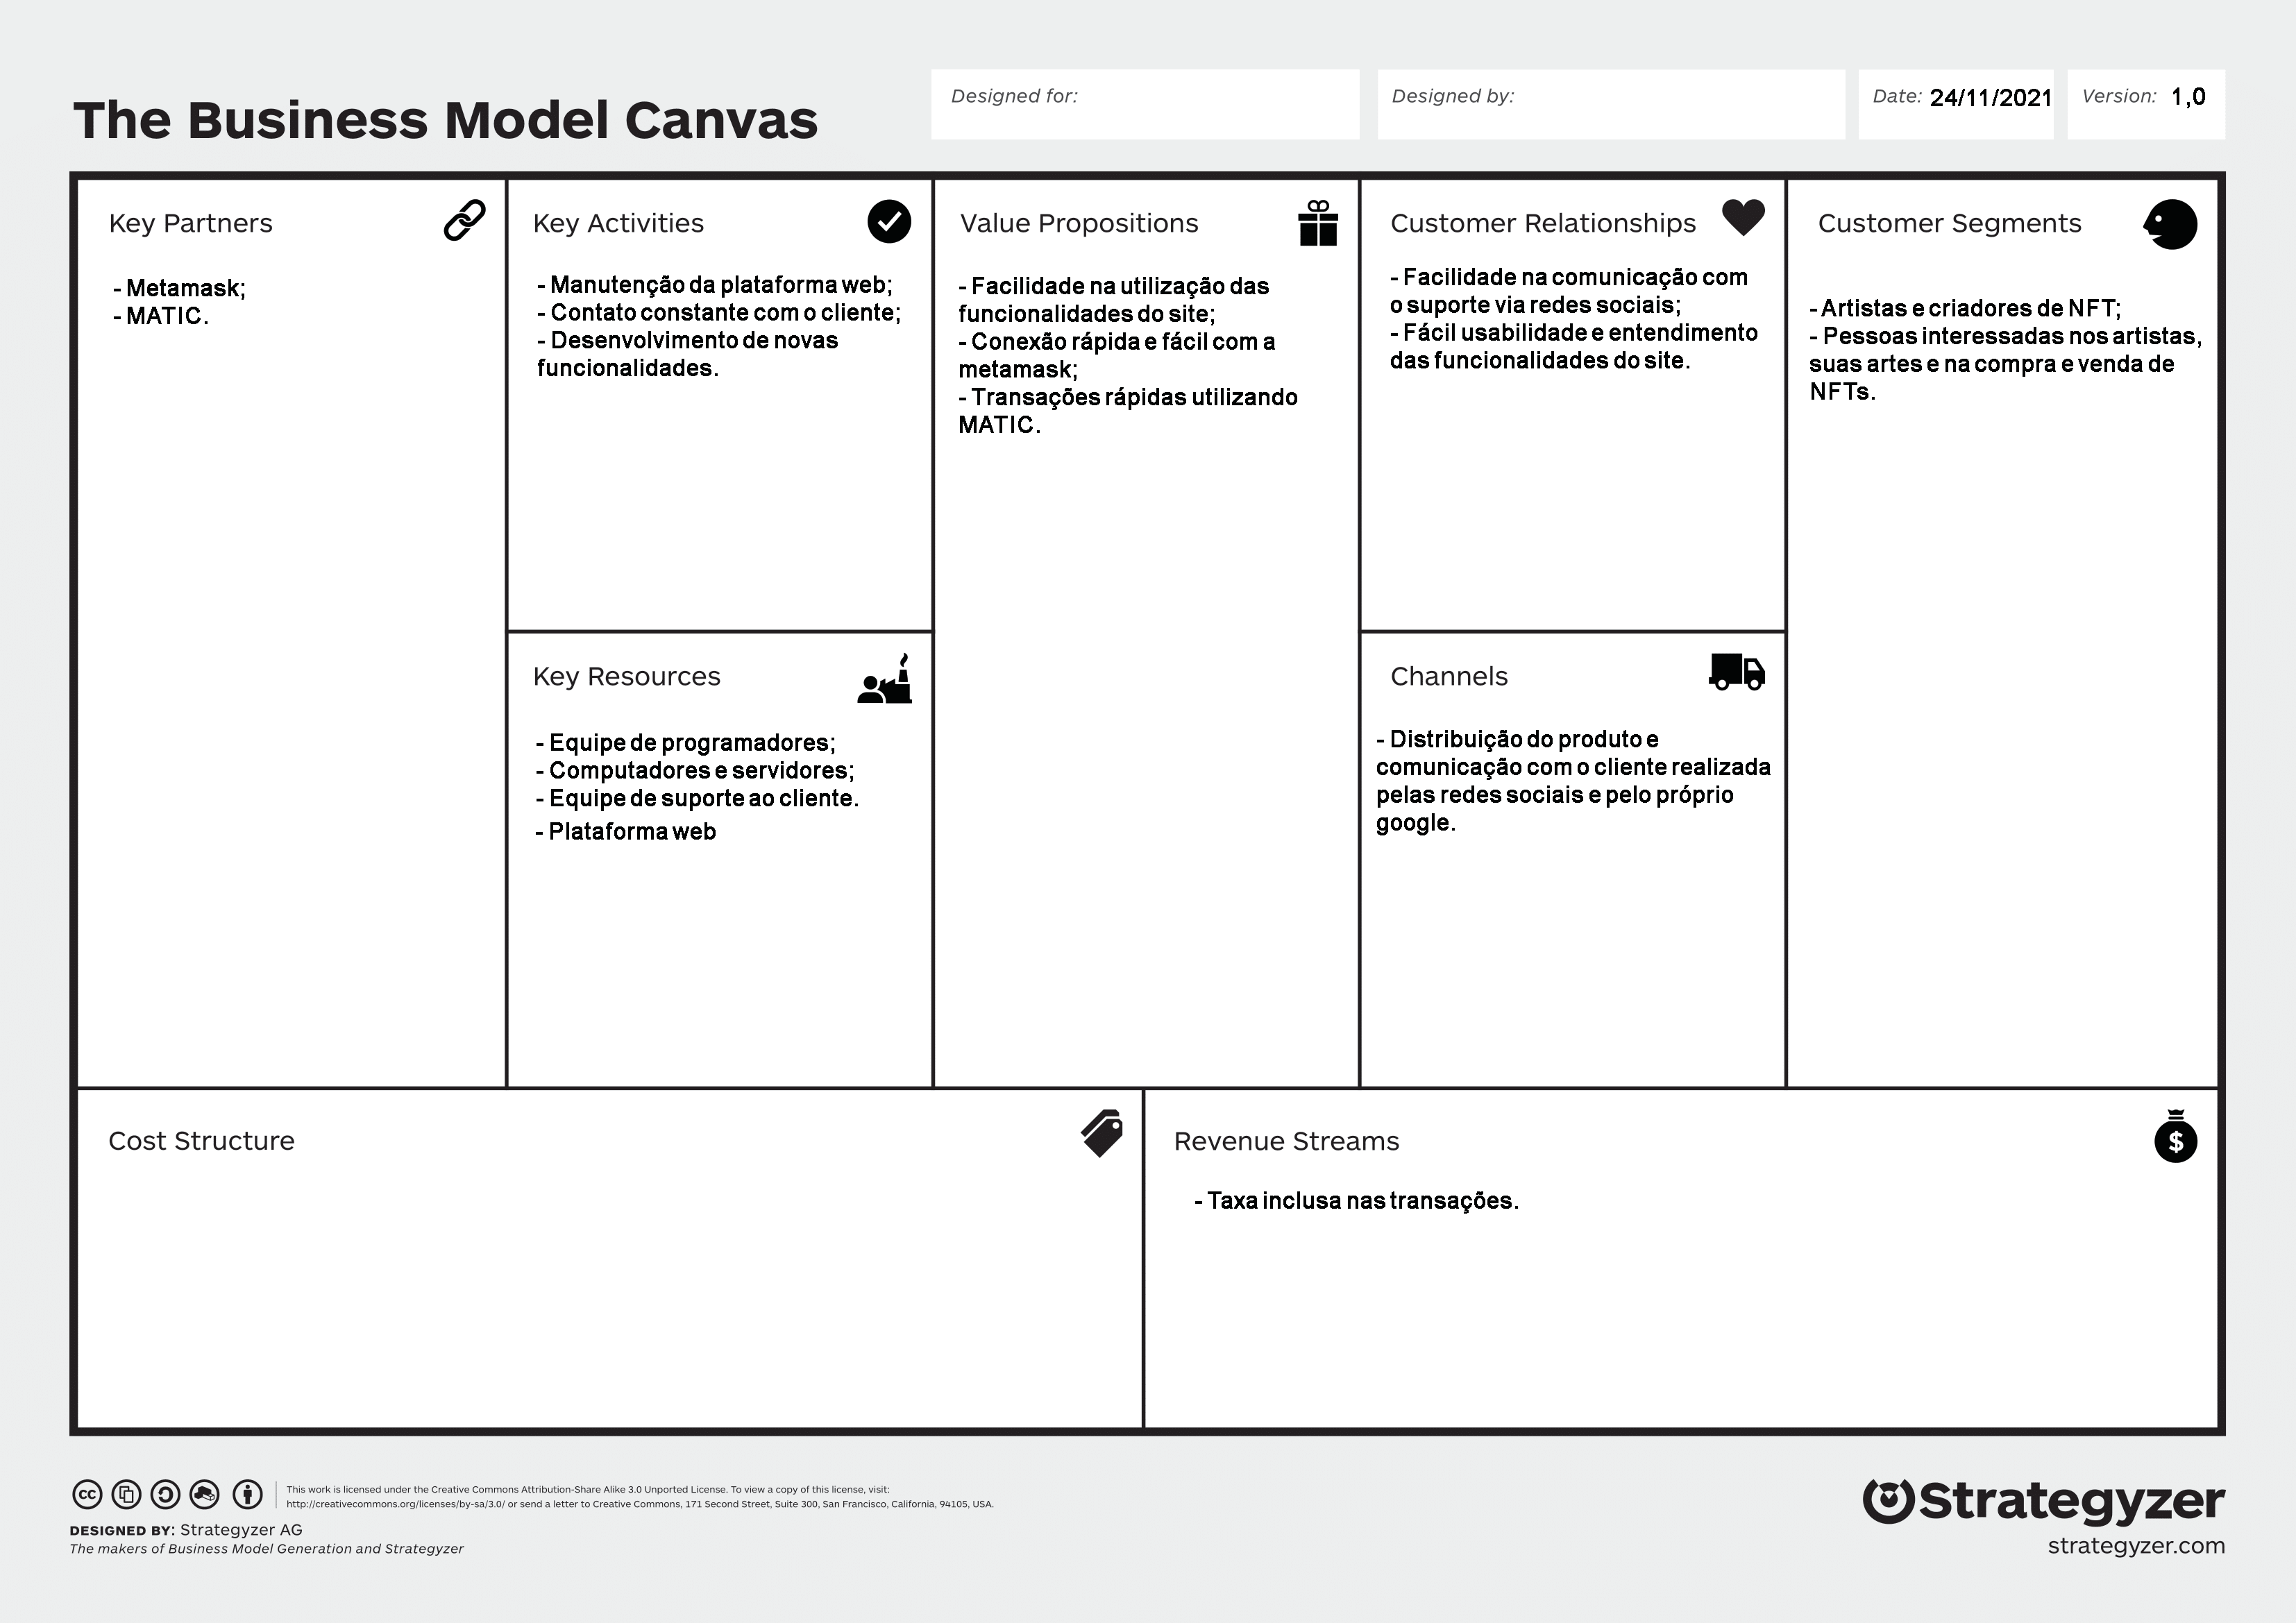 The Business Model Canvas
Designed for:
Designed by:
Date: 24/11/2021
Version: 1,0
Key Partners
- Metamask;
- MATIC.
Key Activities
- Manutenção da plataforma web;
- Contato constante com o cliente;
- Desenvolvimento de novas
funcionalidades.
Key Resources
- Equipe de programadores;
- Computadores e servidores;
- Equipe de suporte ao cliente.
- Plataforma web
Value Propositions
- Facilidade na utilização das
funcionalidades do site;
- Conexão rápida e fácil com a
metamask;
- Transações rápidas utilizando
MATIC.
Customer Relationships
- Facilidade na comunicação com
o suporte via redes sociais;
- Fácil usabilidade e entendimento
das funcionalidades do site.
Channels
- Distribuição do produto e
comunicação com o cliente realizada
pelas redes sociais e pelo próprio
google.
Customer Segments
- Artistas e criadores de NFT;
- Pessoas interessadas nos artistas,
suas artes e na compra e venda de
NFTs.
Cost Structure
Revenue Streams
$
- Taxa inclusa nas transações.
cc
This work is licensed under the Creative Commons Attribution-Share Alike 3.0 Unported License. To view a copy of this license, visit:
http://creativecommons.org/licenses/by-sa/3.0/ or send a letter to Creative Commons, 171 Second Street, Suite 300, San Francisco, California, 94105, USA.
DESIGNED BY: Strategyzer AG
The makers of Business Model Generation and Strategyzer
Strategyzer
strategyzer.com